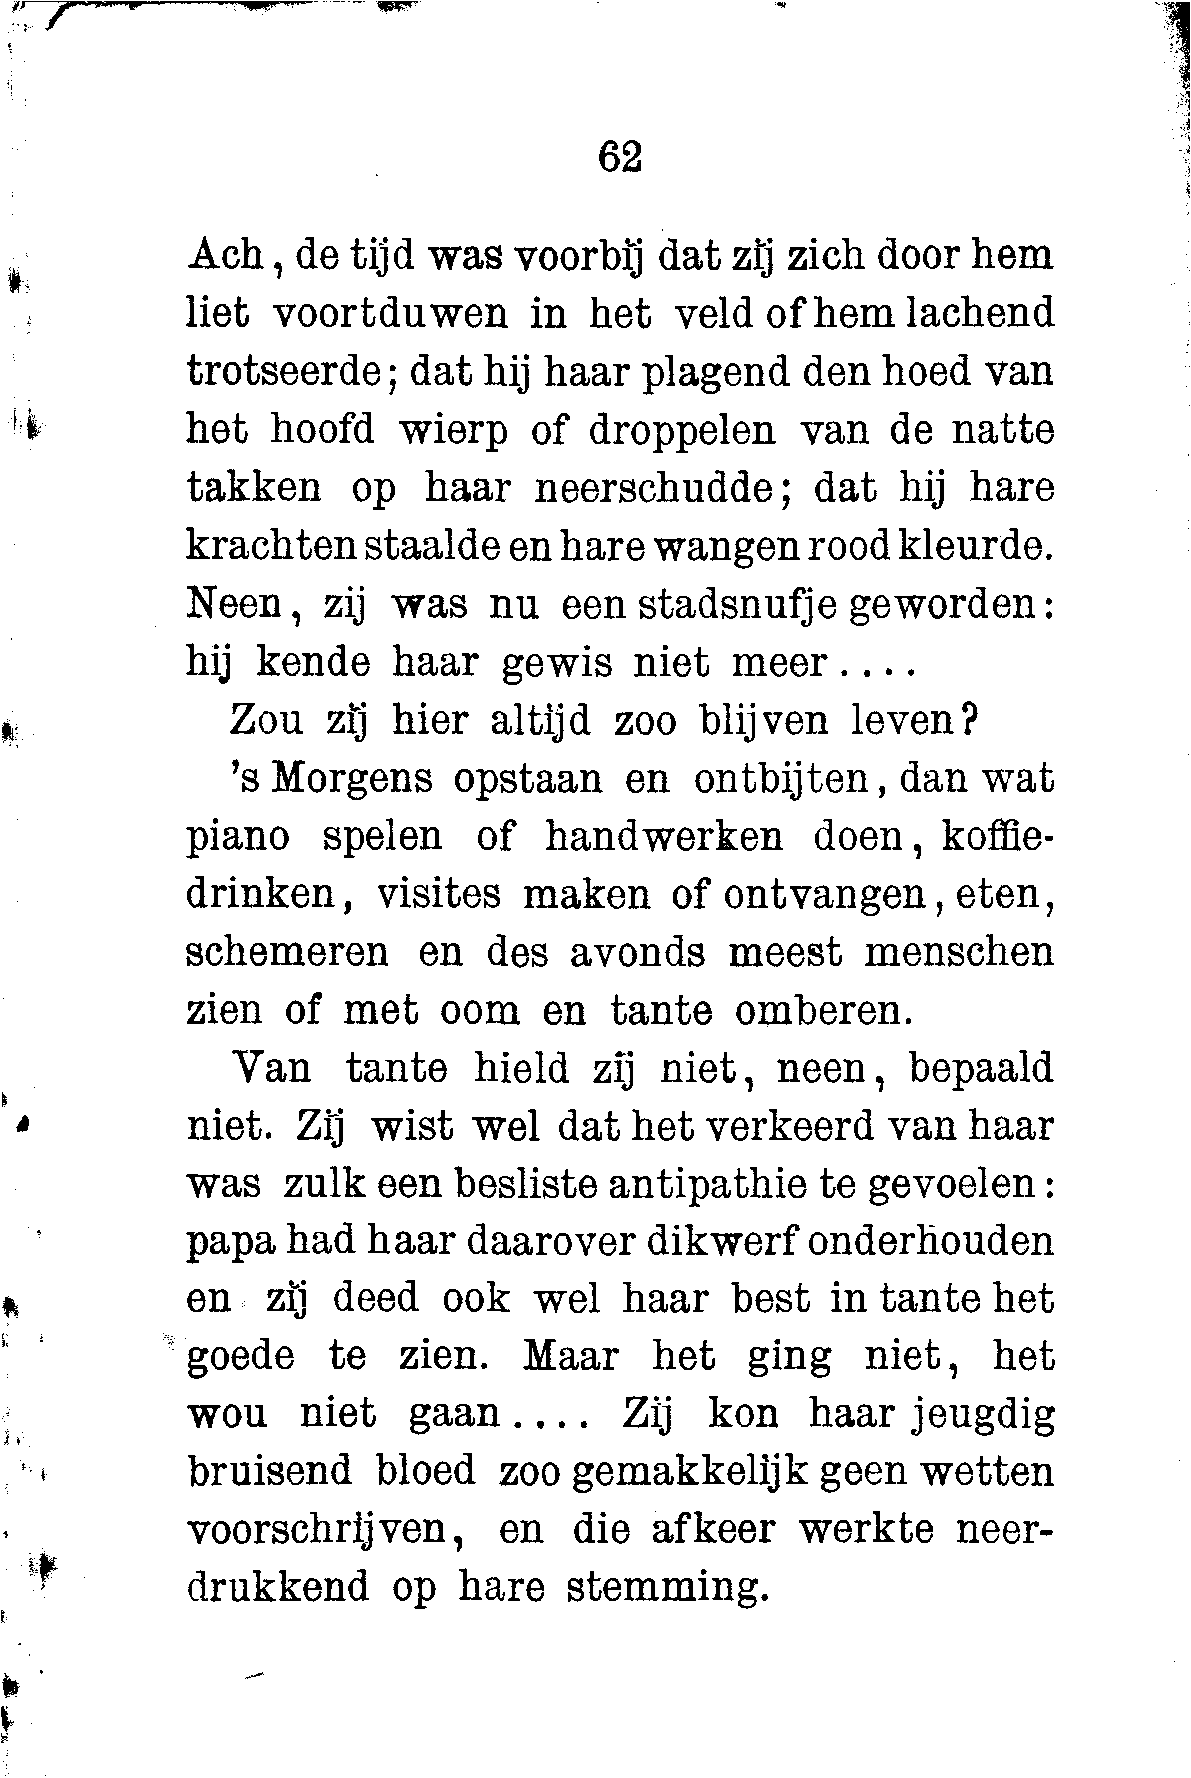 62
Ach, de tijd was voorbij dat zij zich door hem
liet voortduwen in het veld of hem lachend
trotseerde; dat hij haar plagend den hoed van
het hoofd wierp of droppelen van de natte
takken op haar neerschudde; dat hij hare
krachten staalde en hare wangen rood kleurde.
Neen, zij was nu een stadsnufje geworden:
hij kende haar gewis niet meer....
Zou zij hier altijd zoo blijven leven?
's Morgens opstaan en ontbijten, dan wat
piano spelen of handwerken doen, koffie-
drinken, visites maken of ontvangen, eten,
schemeren en des avonds meest menschen
zien of met oom en tante omberen.
Van tante hield zij niet, neen, bepaald
niet. Zij wist wel dat het verkeerd van haar
was zulk een besliste antipathie te gevoelen:
papa had haar daarover dikwerf onderhouden
en zij deed ook wel haar best in tante het
goede te zien. Maar het ging niet, het
wou niet gaan.... Zij kon haar jeugdig
bruisend bloed zoo gemakkelijk geen wetten
voorschrijven, en die afkeer werkte neer-
drukkend op hare stemming.